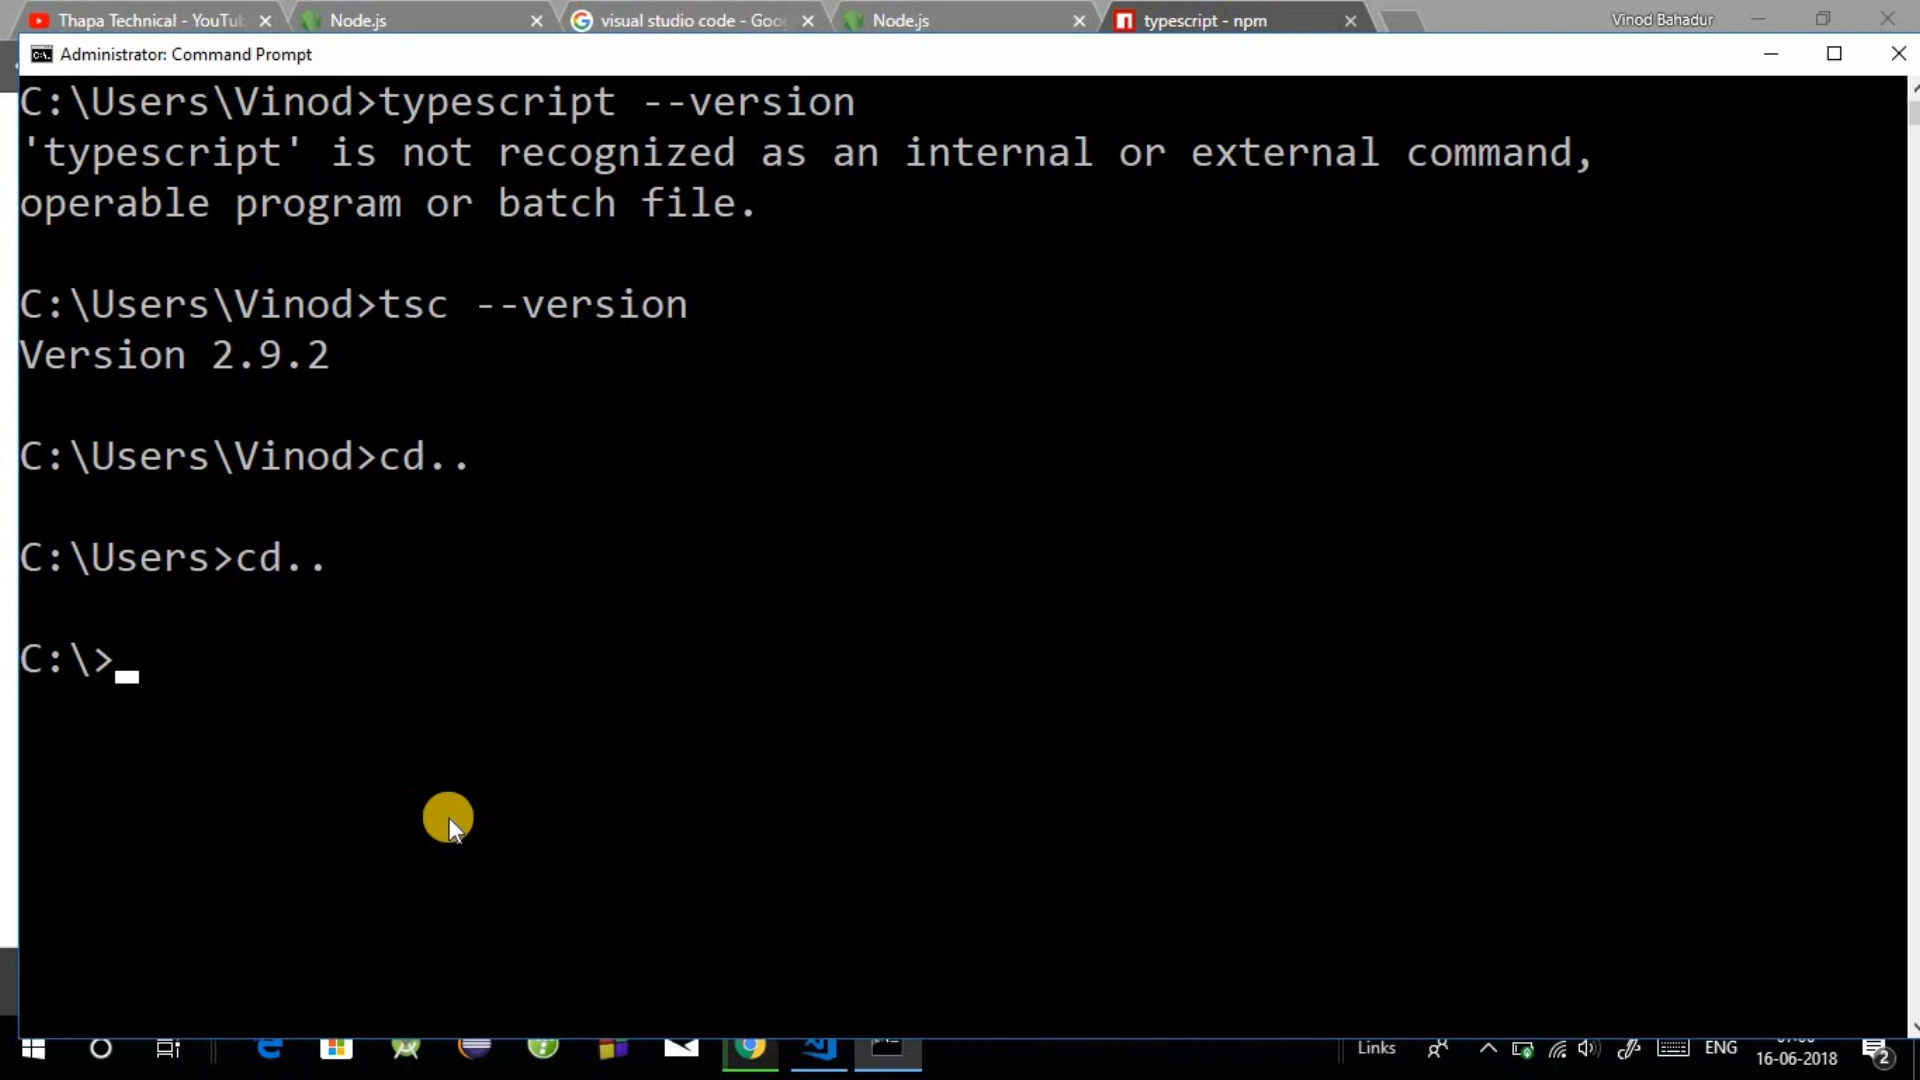 Thapa Technical - YouTu
Node.js
visual studio code - Goo
Node.js
typescript - npm
Vinod Bahadur
Administrator: Command Prompt
C:\Users\Vinod>typescript --version
'typescript' is not recognized as an internal or external command,
operable program or batch file.
C:\Users\Vinod>tsc --version
Version 2.9.2
C:\Users\Vinod>cd..
C:\Users>cd..
C:\>
Links
ENG
16-06-2018
2